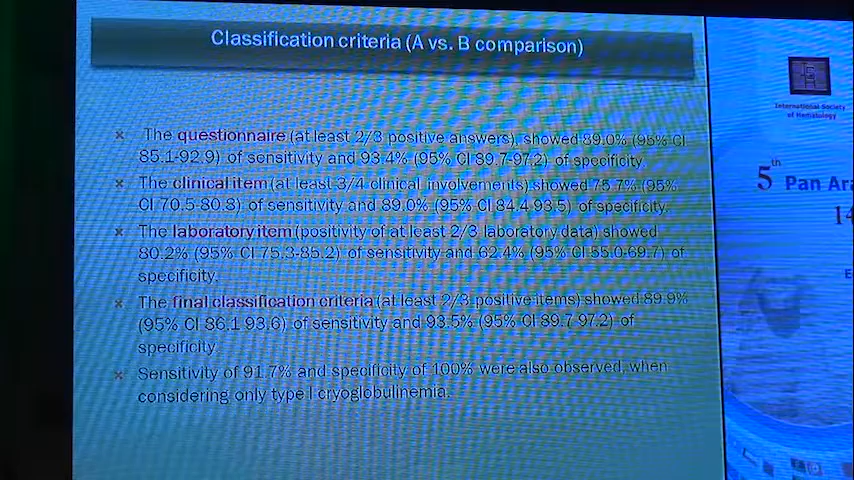 Classification criteria (A vs. B comparison)
× The questionnaire (at least 2/3 positive answers), showed 89.0% (95% CI
85.1-92.9) of sensitivity and 93.4% (95% CI 89.7-97.2) of specificity.
× The clinical item (at least 3/4 clinical involvements) showed 75.7% (95%
CI 70.5-80.8) of sensitivity and 89.0% (95% CI 84.4-93.5) of specificity.
× The laboratory item (positivity of at least 2/3 laboratory data) showed
80.2% (95% CI 75.3-85.2) of sensitivity and 62.4% (95% CI 55.0-69.7) of
specificity.
× The final classification criteria (at least 2/3 positive items) showed 89.9%
(95% CI 86.1 93.6) of sensitivity and 93.5% (95% CI 89.7-97.2) of
specificity.
× Sensitivity of 91.7% and specificity of 100% were also observed, when
considering only type I cryoglobulinemia.
International Society
of Hematology
5th Pan Ara
14
E